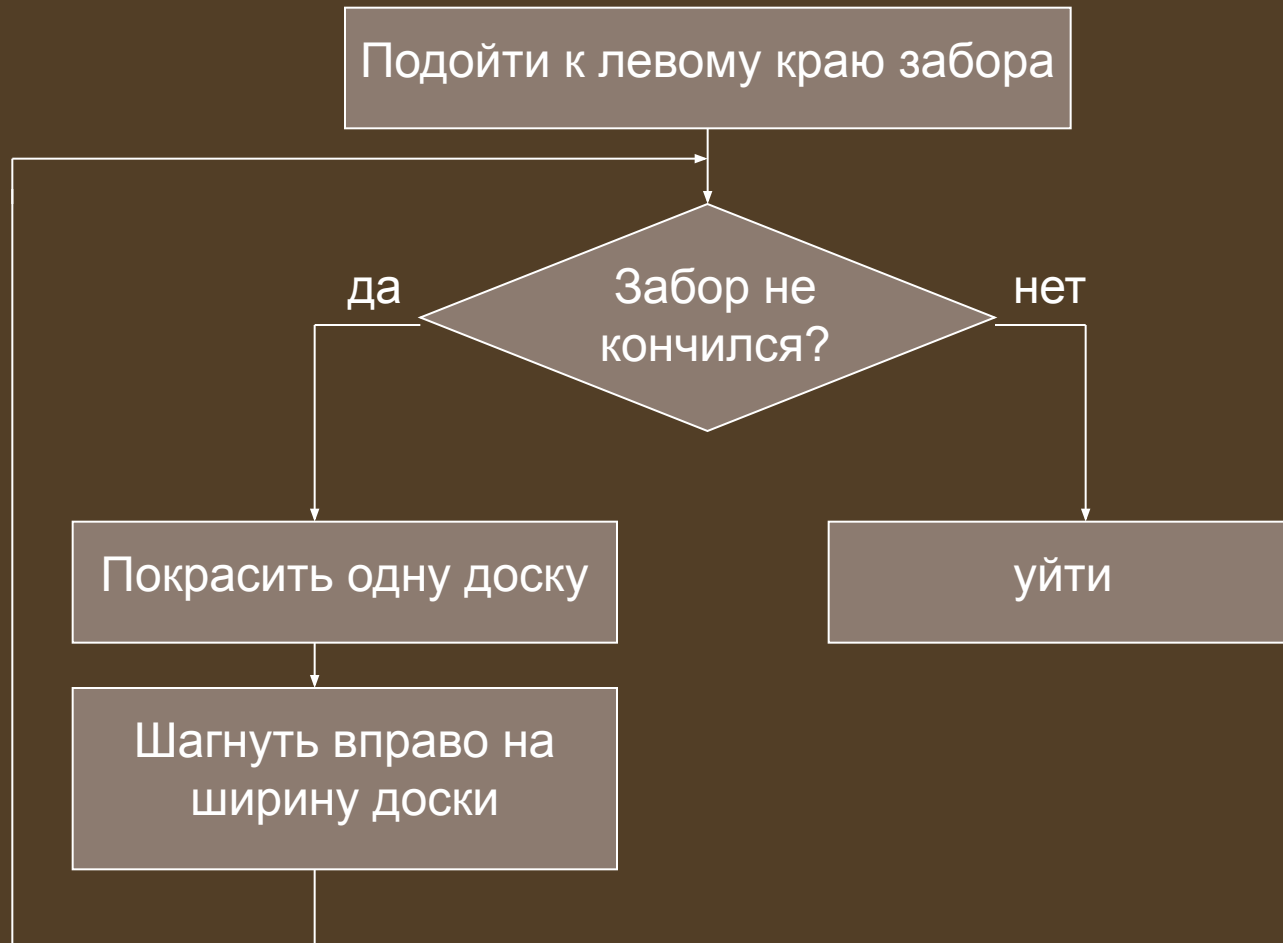 Подойти к левому краю забора
да
Забор не
кончился?
нет
Покрасить одну доску
уйти
Шагнуть вправо на
ширину доски